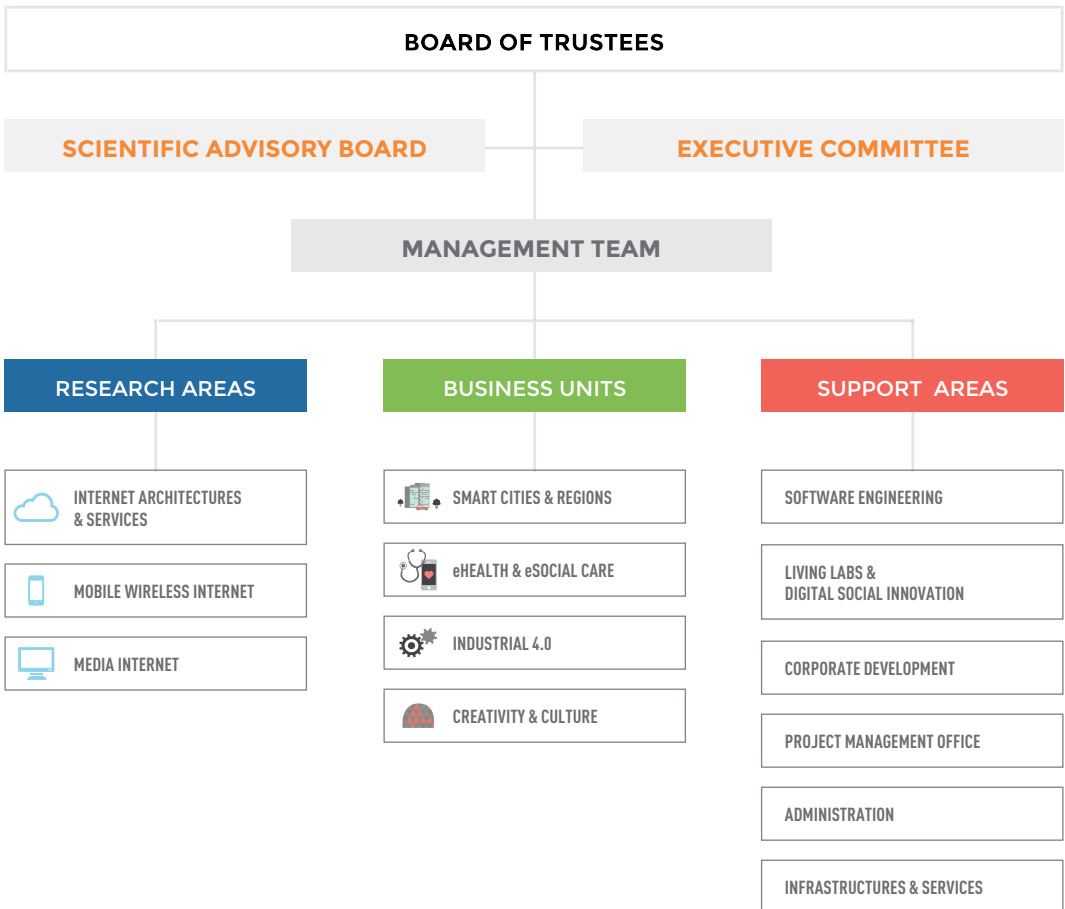 BOARD OF TRUSTEES
SCIENTIFIC ADVISORY BOARD
EXECUTIVE COMMITTEE
MANAGEMENT TEAM
RESEARCH AREAS
INTERNET ARCHITECTURES
& SERVICES
MOBILE WIRELESS INTERNET
MEDIA INTERNET
BUSINESS UNITS
SMART CITIES & REGIONS
eHEALTH & eSOCIAL CARE
INDUSTRIAL 4.0
CREATIVITY & CULTURE
SUPPORT AREAS
SOFTWARE ENGINEERING
LIVING LABS &
DIGITAL SOCIAL INNOVATION
CORPORATE DEVELOPMENT
PROJECT MANAGEMENT OFFICE
ADMINISTRATION
INFRASTRUCTURES & SERVICES